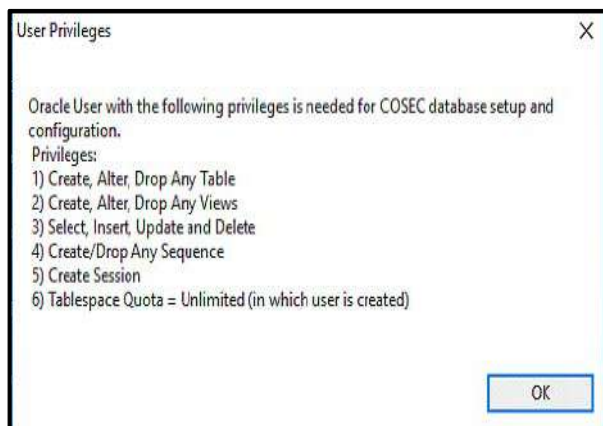 User Privileges
Oracle User with the following privileges is needed for COSEC database setup and
configuration.
Privileges:
1) Create, Alter, Drop Any Table
2) Create, Alter, Drop Any Views
3) Select, Insert, Update and Delete
4) Create/Drop Any Sequence
5) Create Session
6) Tablespace Quota = Unlimited (in which user is created)
OK